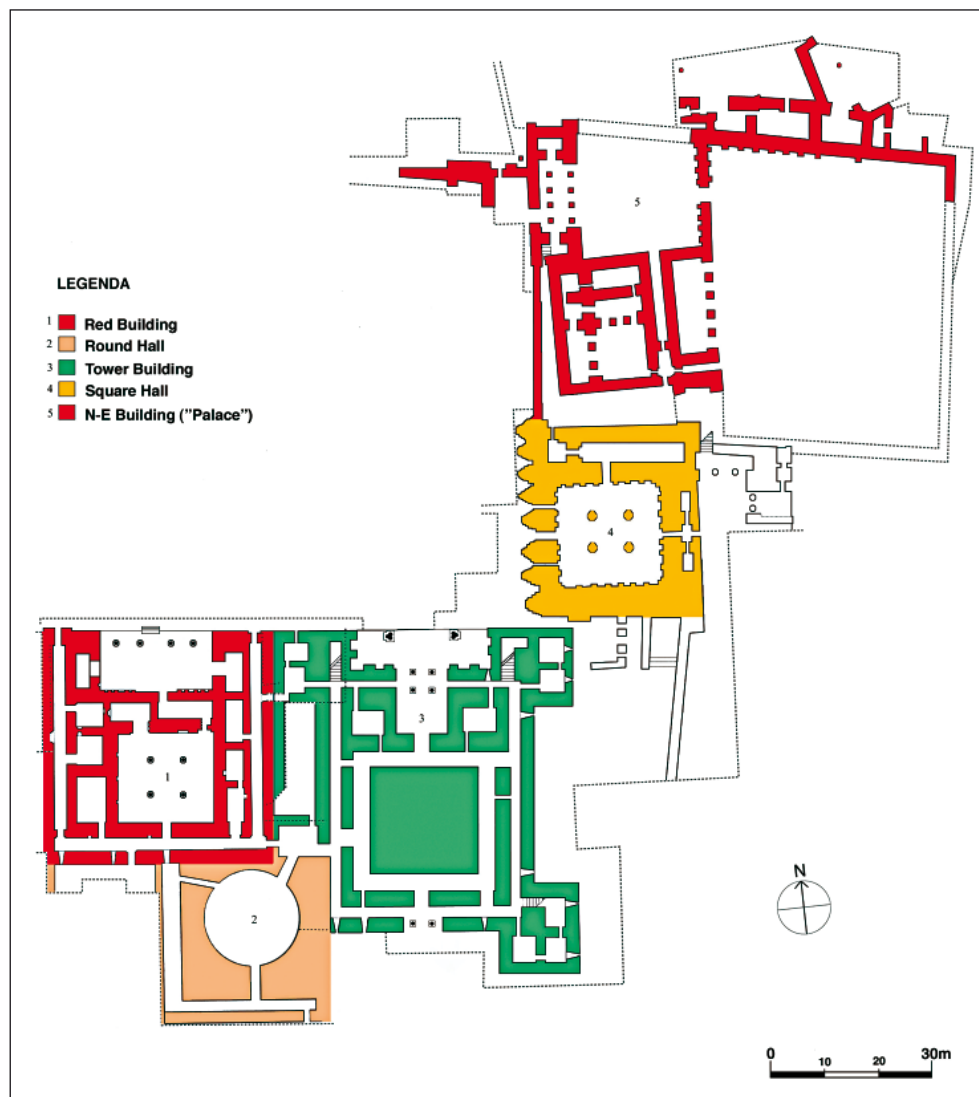 5
LEGENDA
1 Red Building
2 Round Hall
3 Tower Building
4 Square Hall
5 N-E Building ("Palace")
4
3
1
N
2
0 10 20 30m